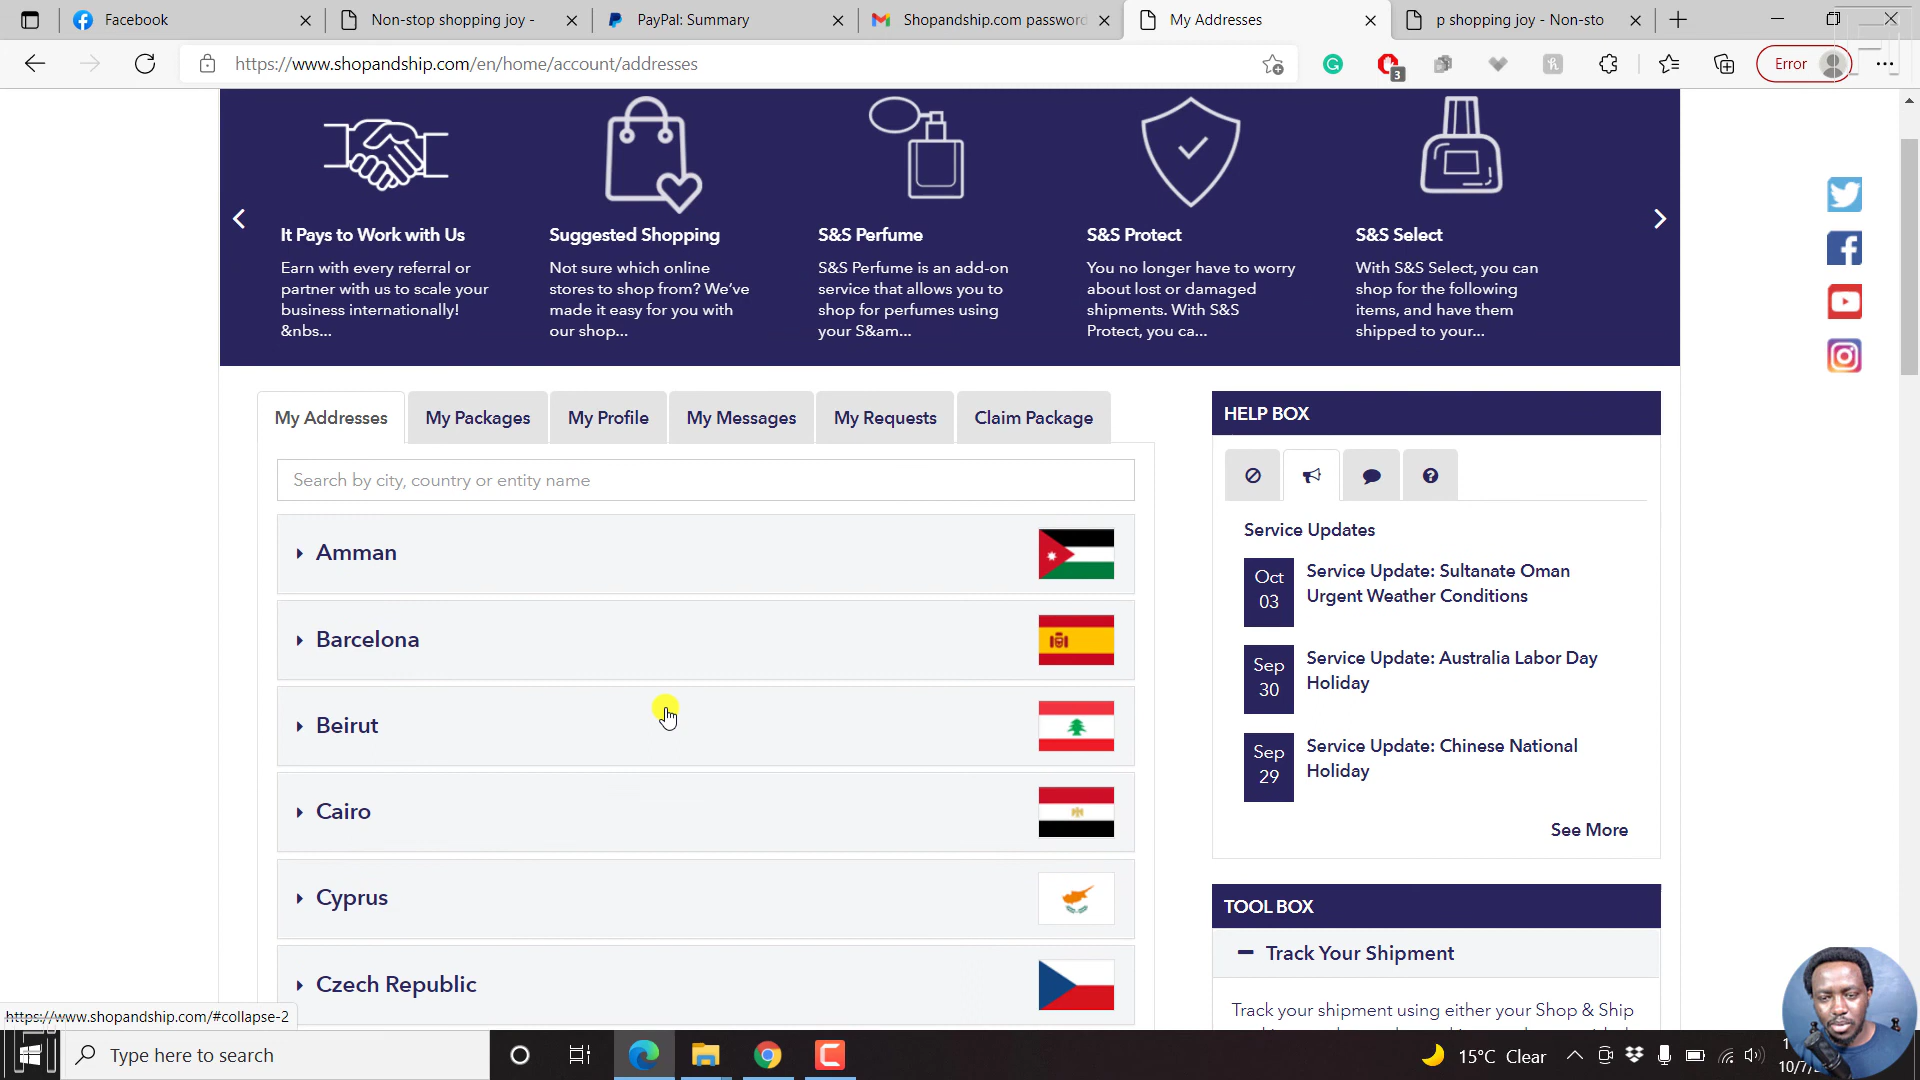 Facebook
Non-stop shopping joy -
PayPal: Summary
Shopandship.com password
My Addresses
p shopping joy - Non-sto
https://www.shopandship.com/en/home/account/addresses
3
Error
It Pays to Work with Us
Earn with every referral or
partner with us to scale your
business internationally!
&nbs...
Suggested Shopping
Not sure which online
stores to shop from? We've
made it easy for you with
our shop...
S&S Perfume
S&S Perfume is an add-on
service that allows you to
shop for perfumes using
your S&am...
S&S Protect
You no longer have to worry
about lost or damaged
shipments. With S&S
Protect, you ca...
S&S Select
With S&S Select, you can
shop for the following
items, and have them
shipped to your...
My Addresses
My Packages
My Profile
My Messages
My Requests
Claim Package
Search by city, country or entity name
Amman
Barcelona
Beirut
Cairo
Cyprus
Czech Republic
HELP BOX
Service Updates
Oct
03
Service Update: Sultanate Oman
Urgent Weather Conditions
Sep
30
Service Update: Australia Labor Day
Holiday
Sep
29
Service Update: Chinese National
Holiday
See More
TOOL BOX
Track Your Shipment
Track your shipment using either your Shop & Ship
https://www.shopandship.com/#collapse-2
Type here to search
15°C Clear